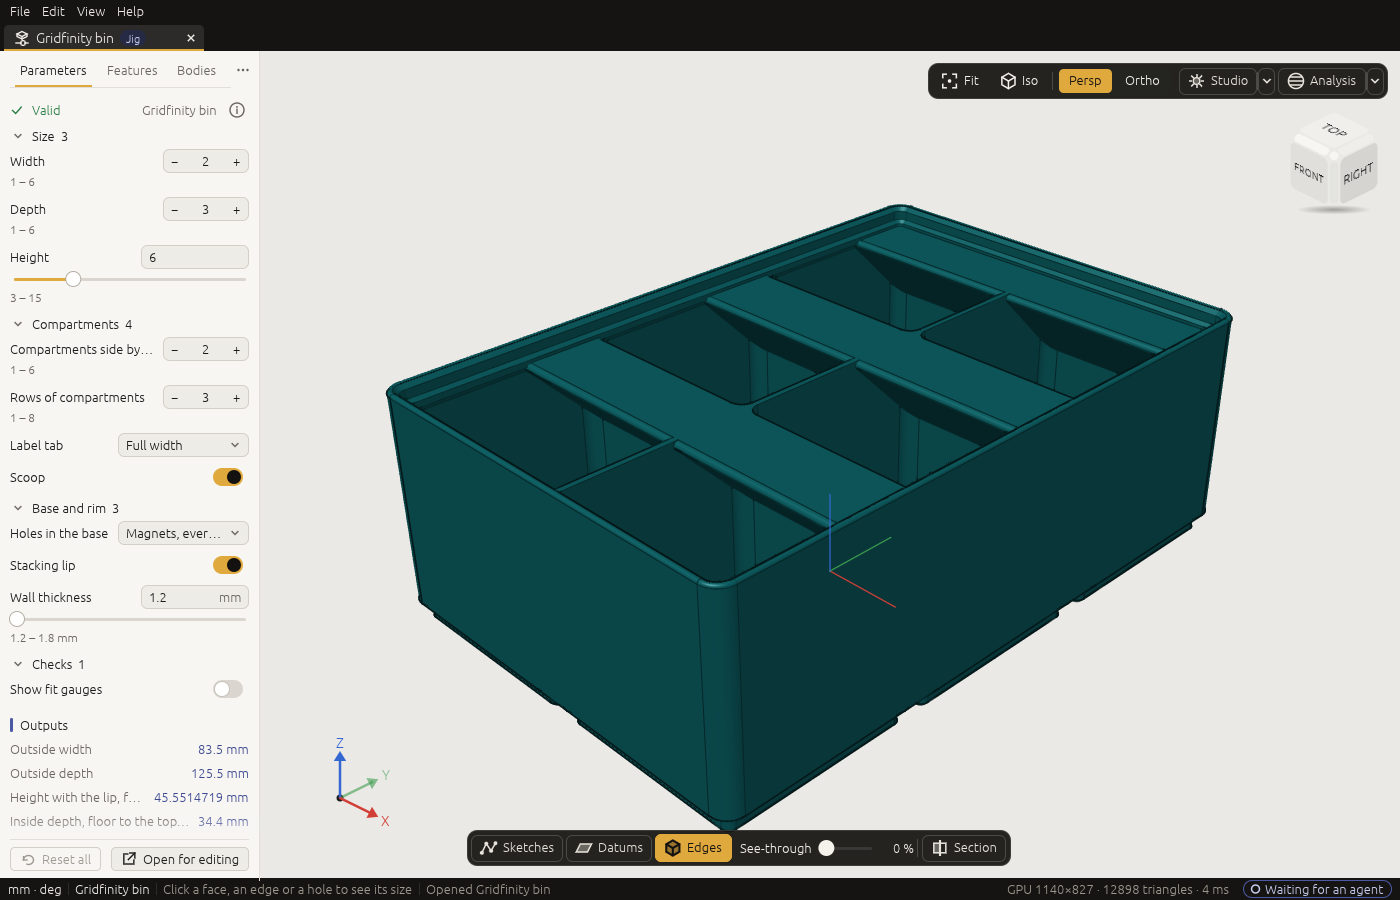 File Edit View Help
Gridfinity bin Jig
Parameters Features Bodies
Valid Gridfinity bin
Size 3
Width − 2 +
1 – 6
Depth − 3 +
1 – 6
Height 6
3 – 15
Compartments 4
Compartments side by… − 2 +
1 – 6
Rows of compartments − 3 +
1 – 8
Label tab Full width
Scoop
Base and rim 3
Holes in the base Magnets, ever…
Stacking lip
Wall thickness 1.2 mm
1.2 – 1.8 mm
Checks 1
Show fit gauges
Outputs
Outside width 83.5 mm
Outside depth 125.5 mm
Height with the lip, f… 45.5514719 mm
Inside depth, floor to the top… 34.4 mm
Reset all Open for editing
Fit Iso Persp Ortho Studio Analysis
TOP
FRONT RIGHT
Z
Y
X
Sketches Datums Edges See-through 0 % Section
mm · deg Gridfinity bin Click a face, an edge or a hole to see its size Opened Gridfinity bin GPU 1140×827 · 12898 triangles · 4 ms Waiting for an agent